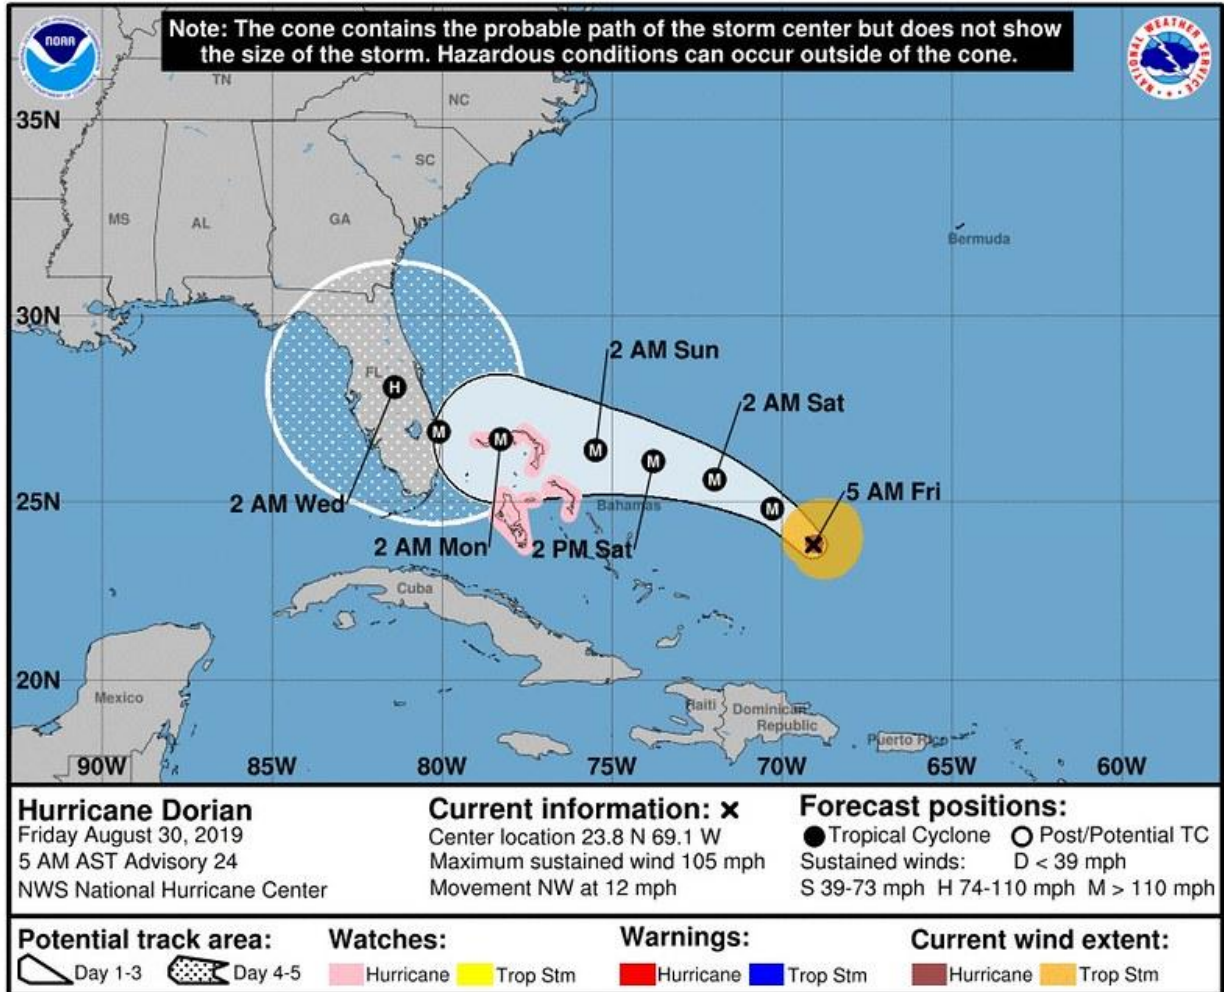 Note: The cone contains the probable path of the storm center but does not show
the size of the storm. Hazardous conditions can occur outside of the cone.
NOAA
NATIONAL WEATHER SERVICE
TN
NC
35N
SC
MS
AL
GA
Bermuda
30N
2 AM Sun
FL
H
2 AM Sat
M
M
M
M
M
M
5 AM Fri
25N
2 AM Wed
Bahamas
2 AM Mon
2 PM Sat
Cuba
20N
Mexico
Haiti
Dominican
Republic
Puerto Rico
90W
85W
80W
75W
70W
65W
60W
Hurricane Dorian
Friday August 30, 2019
5 AM AST Advisory 24
NWS National Hurricane Center
Current information: x
Center location 23.8 N 69.1 W
Maximum sustained wind 105 mph
Movement NW at 12 mph
Forecast positions:
Tropical Cyclone Post/Potential TC
Sustained winds: D < 39 mph
S 39-73 mph H 74-110 mph M > 110 mph
Potential track area:
Day 1-3 Day 4-5
Watches:
Hurricane Trop Stm
Warnings:
Hurricane Trop Stm
Current wind extent:
Hurricane Trop Stm